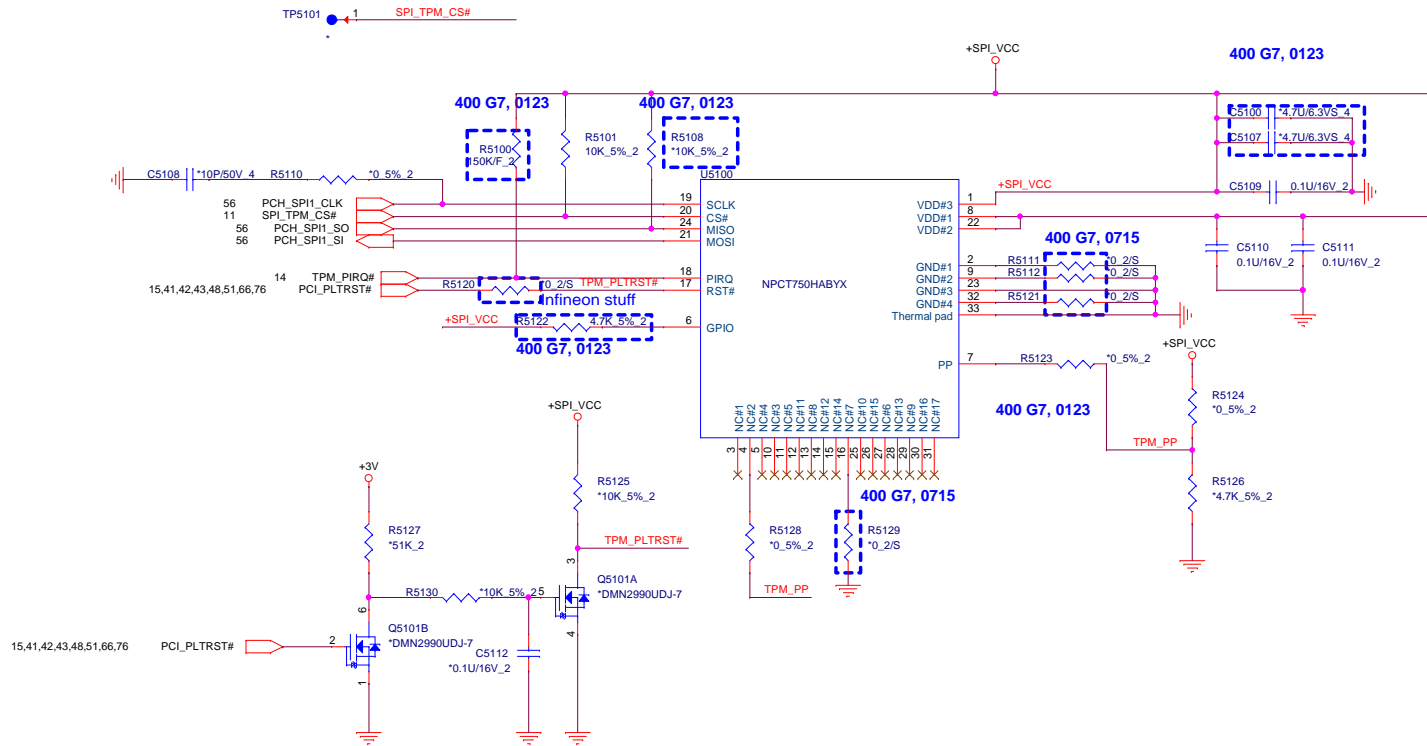 TP5101
1
SPI_TPM_CS#
*
+SPI_VCC
400 G7, 0123
400 G7, 0123
400 G7, 0123
C5100
*4.7U/6.3VS_4
C5107
*4.7U/6.3VS_4
R5100
150K/F_2
R5101
10K_5%_2
R5108
*10K_5%_2
C5108
*10P/50V_4
R5110
*0_5%_2
U5100
+SPI_VCC
C5109
0.1U/16V_2
56
PCH_SPI1_CLK
19
SCLK
VDD#3
1
11
SPI_TPM_CS#
20
CS#
VDD#1
8
56
PCH_SPI1_SO
24
MISO
VDD#2
22
56
PCH_SPI1_SI
21
MOSI
400 G7, 0715
C5110
0.1U/16V_2
C5111
0.1U/16V_2
14
TPM_PIRQ#
18
PIRQ
GND#1
2
R5111
*0_2/S
15,41,42,43,48,51,66,76
PCI_PLTRST#
R5120
*0_2/S
TPM_PLTRST#
17
RST#
NPCT750HABYX
GND#2
9
R5112
*0_2/S
GND#3
23
Infineon stuff
GND#4
32
R5121
*0_2/S
Thermal pad
33
+SPI_VCC
R5122
4.7K_5%_2
6
GPIO
400 G7, 0123
+SPI_VCC
PP
7
R5123
*0_5%_2
R5124
*0_5%_2
400 G7, 0123
TPM_PP
NC#1
NC#2
NC#4
NC#3
NC#5
NC#11
NC#8
NC#12
NC#14
NC#7
NC#10
NC#15
NC#6
NC#13
NC#9
NC#16
NC#17
3
4
5
10
11
12
13
14
15
16
25
26
27
28
29
30
31
+SPI_VCC
+3V
R5125
*10K_5%_2
R5126
*4.7K_5%_2
400 G7, 0715
R5127
*51K_2
R5128
*0_5%_2
R5129
*0_2/S
TPM_PLTRST#
3
Q5101A
*DMN2990UDJ-7
TPM_PP
R5130
*10K_5%_2
5
4
6
Q5101B
*DMN2990UDJ-7
15,41,42,43,48,51,66,76
PCI_PLTRST#
2
1
C5112
*0.1U/16V_2